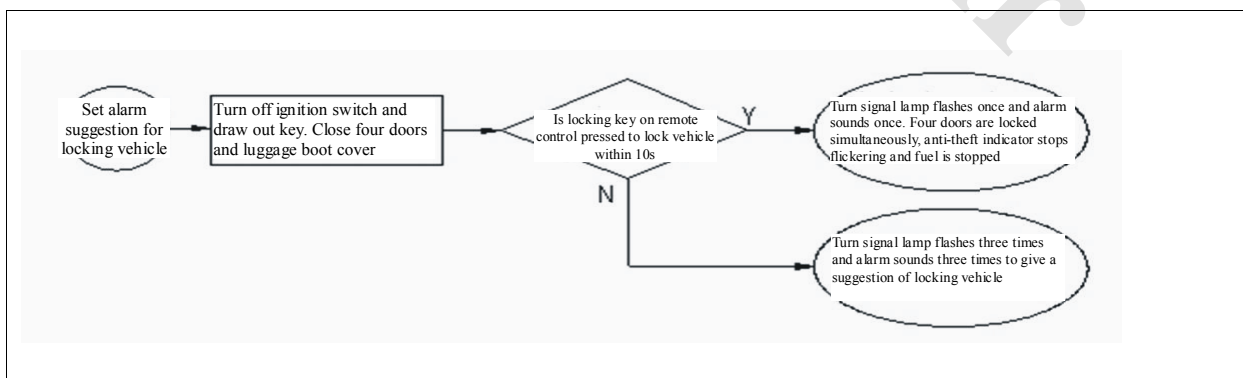 Set alarm
suggestion for
locking vehicle
Turn off ignition switch and
draw out key. Close four doors
and luggage boot cover
Is locking key on remote
control pressed to lock vehicle
within 10s
Y
N
Turn signal lamp flashes once and alarm
sounds once. Four doors are locked
simultaneously, anti-theft indicator stops
flickering and fuel is stopped
Turn signal lamp flashes three times
and alarm sounds three times to give a
suggestion of locking vehicle